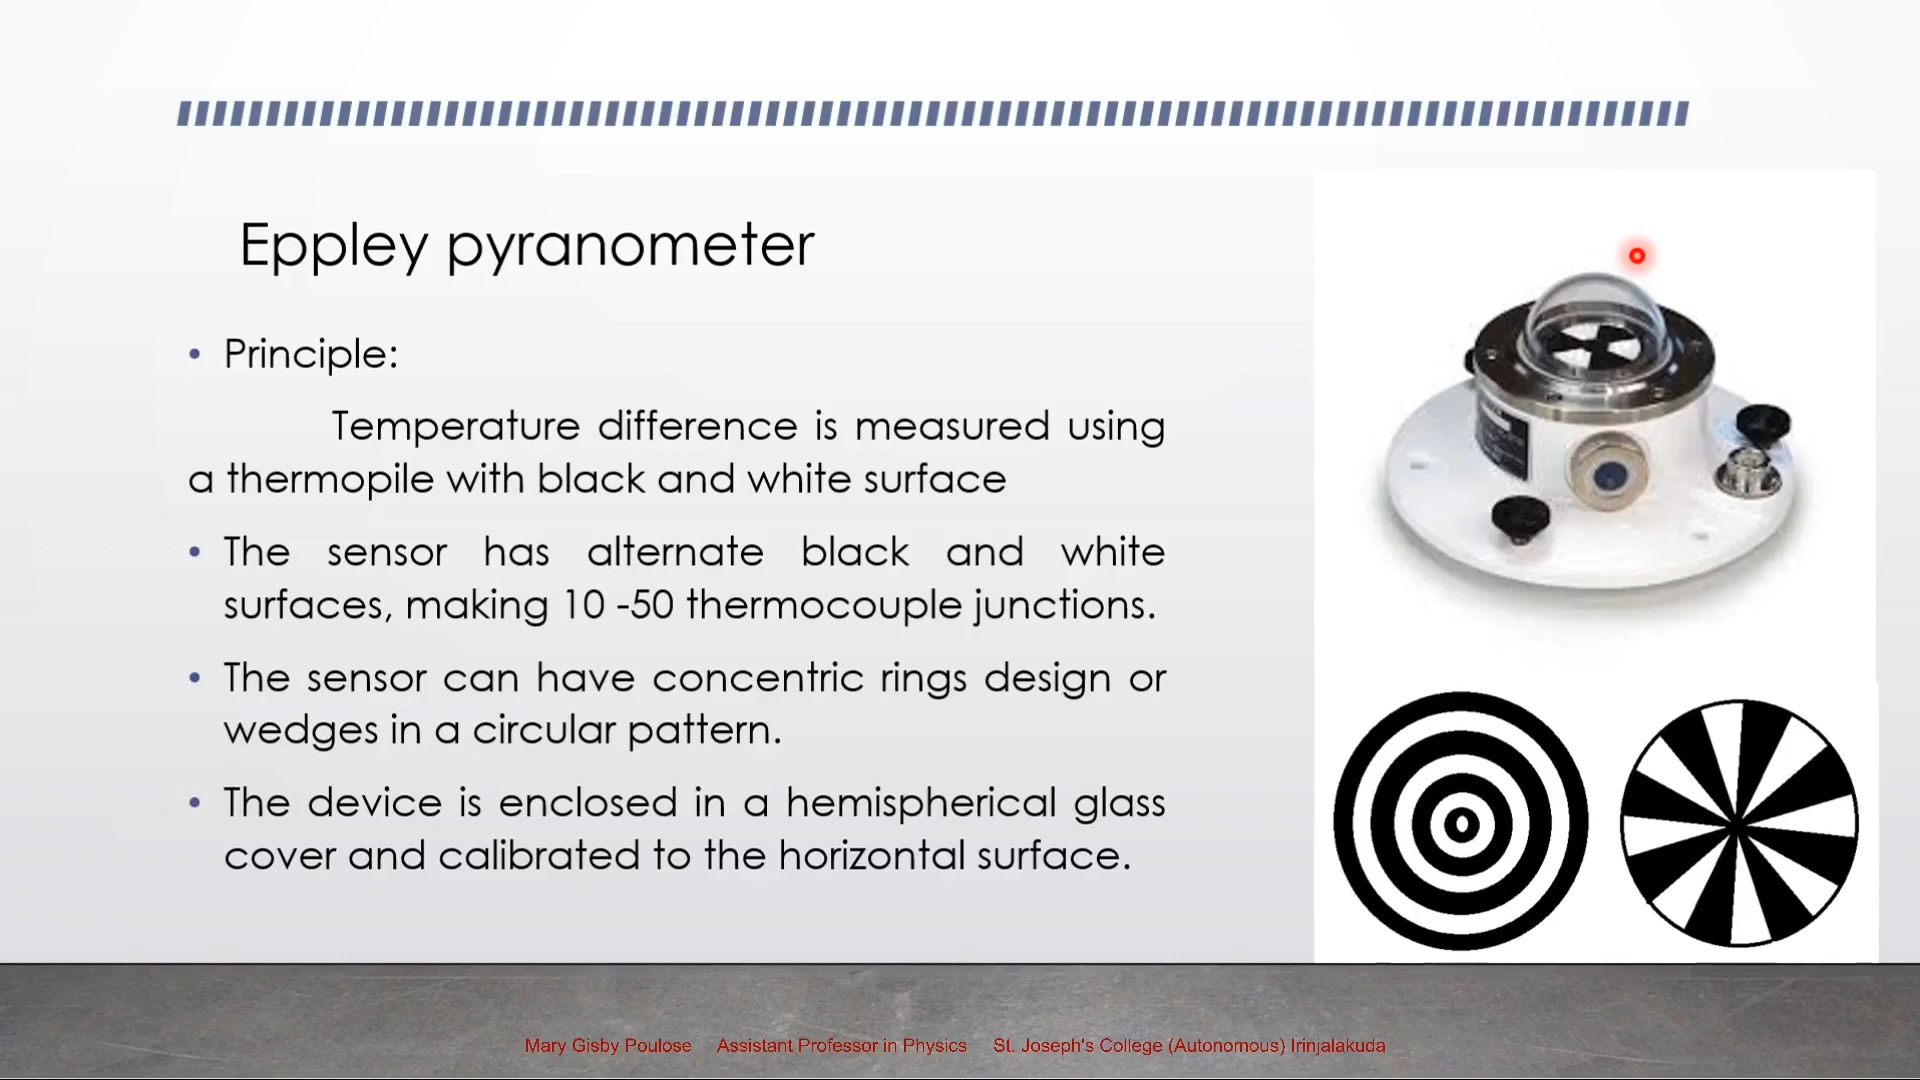 Eppley pyranometer
• Principle:
Temperature difference is measured using
a thermopile with black and white surface
• The sensor has alternate black and white
surfaces, making 10 -50 thermocouple junctions.
• The sensor can have concentric rings design or
wedges in a circular pattern.
• The device is enclosed in a hemispherical glass
cover and calibrated to the horizontal surface.
Mary Gisby Poulose Assistant Professor in Physics St. Joseph's College (Autonomous) Irinjalakuda